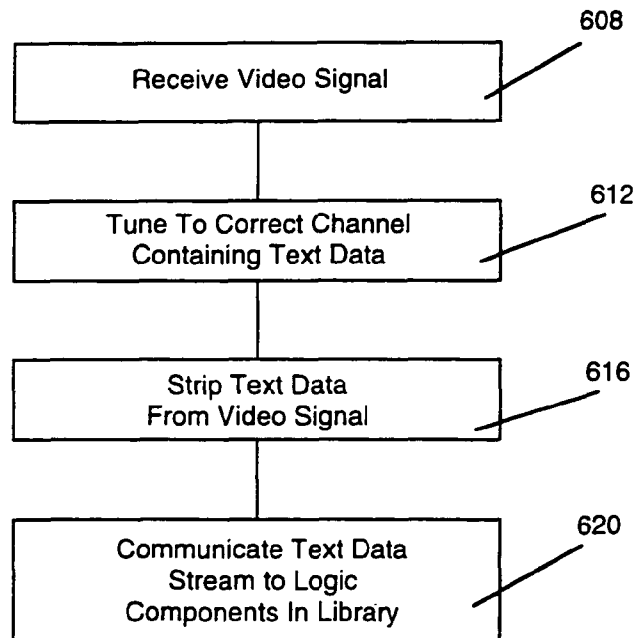 608
Receive Video Signal
612
Tune To Correct Channel
Containing Text Data
616
Strip Text Data
From Video Signal
620
Communicate Text Data
Stream to Logic
Components In Library